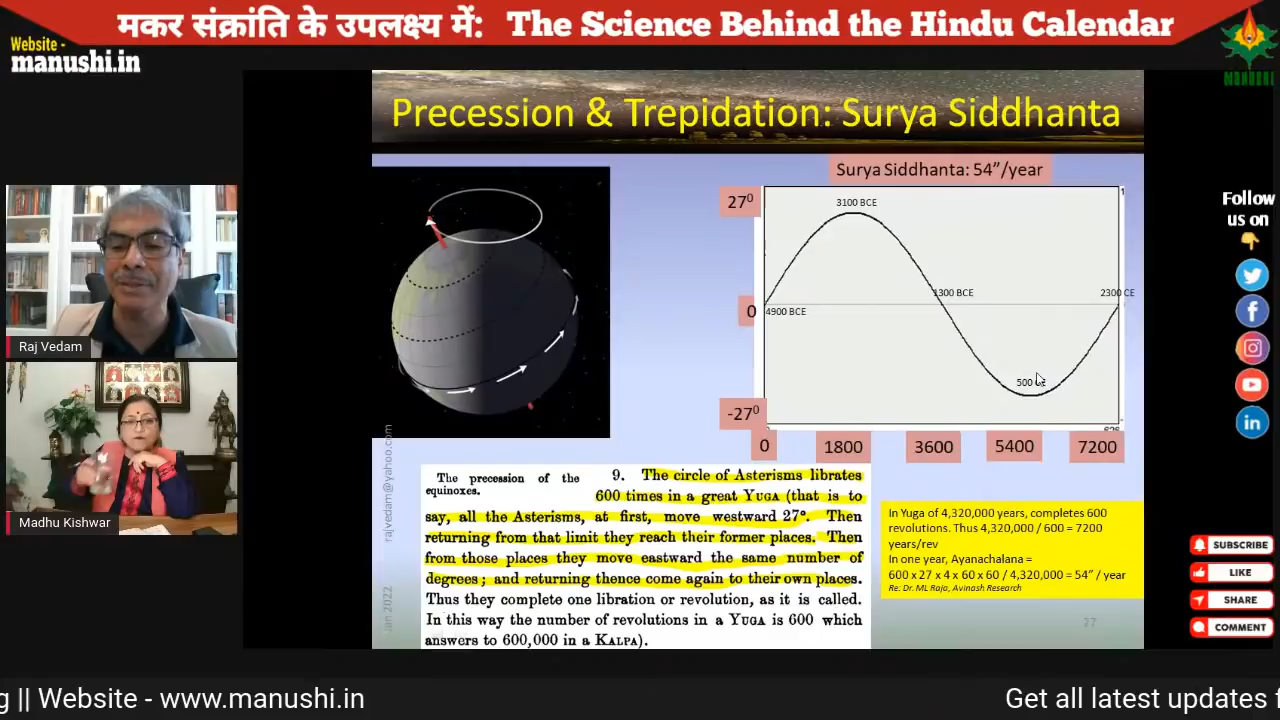 मकर संक्रांति के उपलक्ष्य में: The Science Behind the Hindu Calendar
Website -
manushi.in
MANUSHI
Precession & Trepidation: Surya Siddhanta
Surya Siddhanta: 54”/year
27⁰
3100 BCE
1300 BCE
2300 CE
0
4900 BCE
500 CE
-27⁰
0 1800 3600 5400 7200
Raj Vedam
Madhu Kishwar
rajvedam@yahoo.com
Jan 2022
The precession of the
equinoxes.
9. The circle of Asterisms librates
600 times in a great YUGA (that is to
say, all the Asterisms, at first, move westward 27°. Then
returning from that limit they reach their former places. Then
from those places they move eastward the same number of
degrees; and returning thence come again to their own places.
Thus they complete one libration or revolution, as it is called.
In this way the number of revolutions in a YUGA is 600 which
answers to 600,000 in a KALPA).
In Yuga of 4,320,000 years, completes 600
revolutions. Thus 4,320,000 / 600 = 7200
years/rev
In one year, Ayanachalana =
600 x 27 x 4 x 60 x 60 / 4,320,000 = 54” / year
Re: Dr. ML Raja, Avinash Research
27
Follow
us on
SUBSCRIBE
LIKE
SHARE
COMMENT
g || Website - www.manushi.in
Get all latest updates